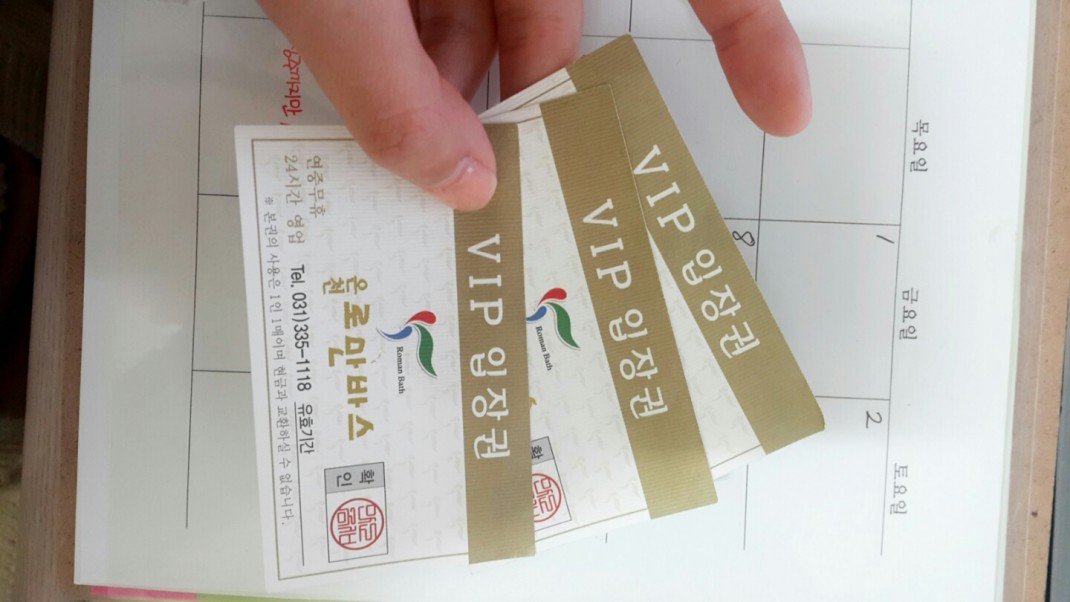 VIP 입장권
Roman Bath
온천 로만바스
연중무휴
24시간 영업 Tel. 031)335-1118 유효기간
※ 본권의 사용은 1인 1매이며 현금과 교환하실 수 없습니다.
확인
VIP 입장권
Roman Bath
확
VIP 입장권
목요일
금요일
토요일
1
2
8